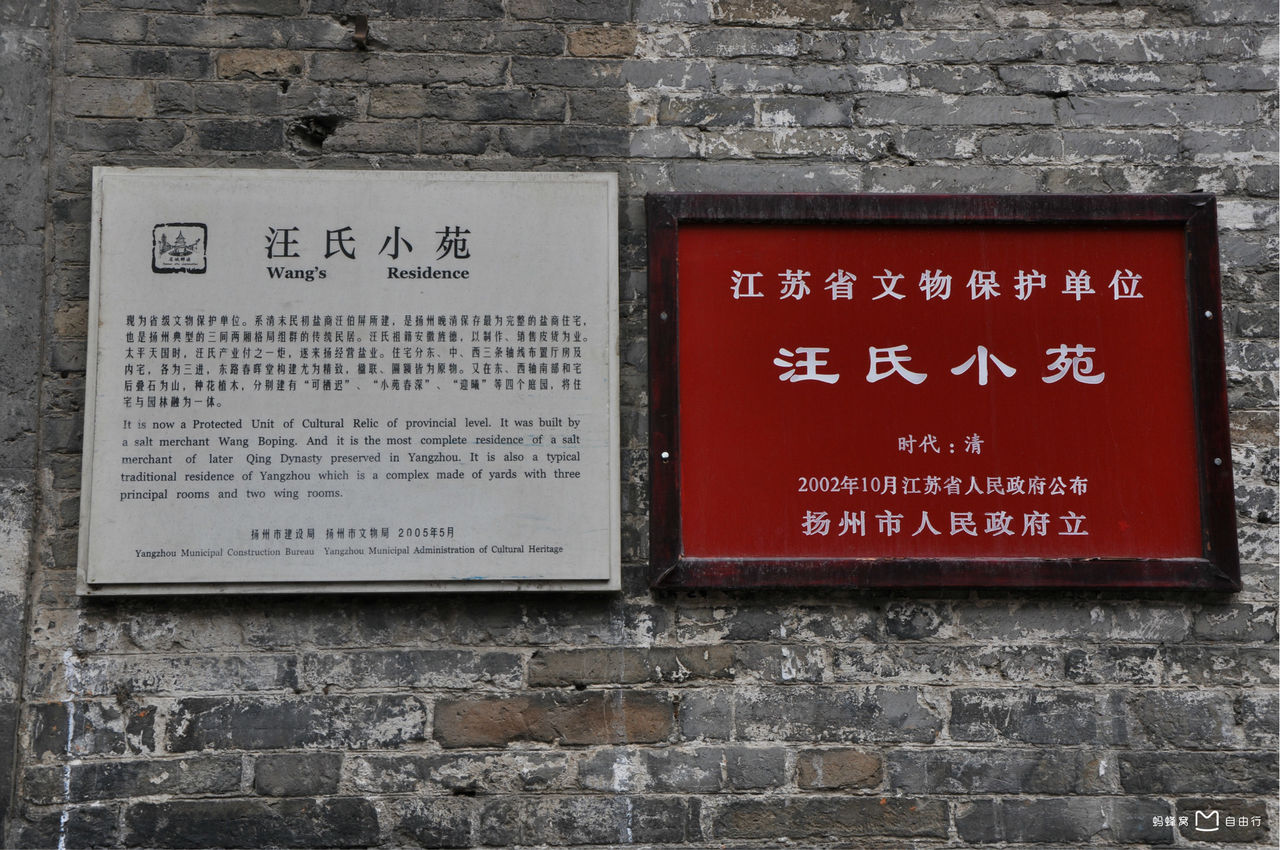 汪氏小苑
Wang's Residence
现为省级文物保护单位。系清末民初盐商汪伯屏所建，是扬州晚清保存最为完整的盐商住宅，
也是扬州典型的三间两厢格局组群的传统民居。汪氏祖籍安徽旌德，以制作、销售皮货为业。
太平天国时，汪氏产业付之一炬，遂来扬经营盐业。住宅分东、中、西三条轴线布置厅房及
内宅，各为三进，东路春晖堂构建尤为精致，楹联、匾额皆为原物。又在东、西轴南部和宅
后叠石为山，种花植木，分别建有“可栖迟”、“小苑春深”、“迎曦”等四个庭园，将住
宅与园林融为一体。
It is now a Protected Unit of Cultural Relic of provincial level. It was built by
a salt merchant Wang Boping. And it is the most complete residence of a salt
merchant of later Qing Dynasty preserved in Yangzhou. It is also a typical
traditional residence of Yangzhou which is a complex made of yards with three
principal rooms and two wing rooms.
扬州市建设局 扬州市文物局 2005年5月
Yangzhou Municipal Construction Bureau Yangzhou Municipal Administration of Cultural Heritage
江苏省文物保护单位
汪氏小苑
时代：清
2002年10月江苏省人民政府公布
扬州市人民政府立
蚂蜂窝 自由行